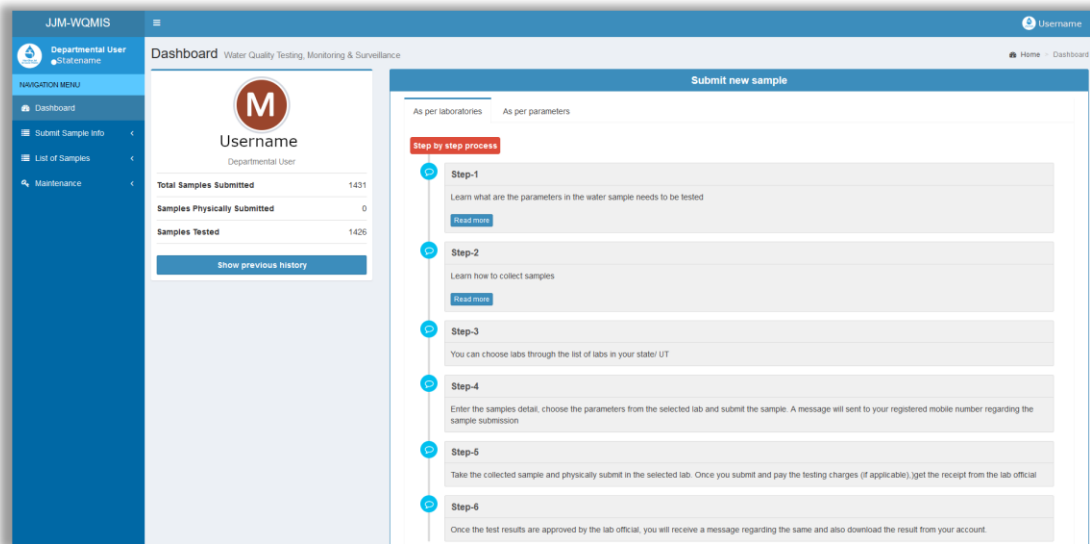 JJM-WQMIS
Username
Departmental User
Statename
NAVIGATION MENU
Dashboard
Submit Sample Info
List of Samples
Maintenance
Dashboard Water Quality Testing, Monitoring & Surveillance
Home > Dashboard
M
Username
Departmental User
Total Samples Submitted 1431
Samples Physically Submitted 0
Samples Tested 1426
Show previous history
Submit new sample
As per laboratories As per parameters
Step by step process
Step-1
Learn what are the parameters in the water sample needs to be tested
Read more
Step-2
Learn how to collect samples
Read more
Step-3
You can choose labs through the list of labs in your state/ UT
Step-4
Enter the samples detail, choose the parameters from the selected lab and submit the sample. A message will sent to your registered mobile number regarding the
sample submission
Step-5
Take the collected sample and physically submit in the selected lab. Once you submit and pay the testing charges (if applicable),)get the receipt from the lab official
Step-6
Once the test results are approved by the lab official, you will receive a message regarding the same and also download the result from your account.